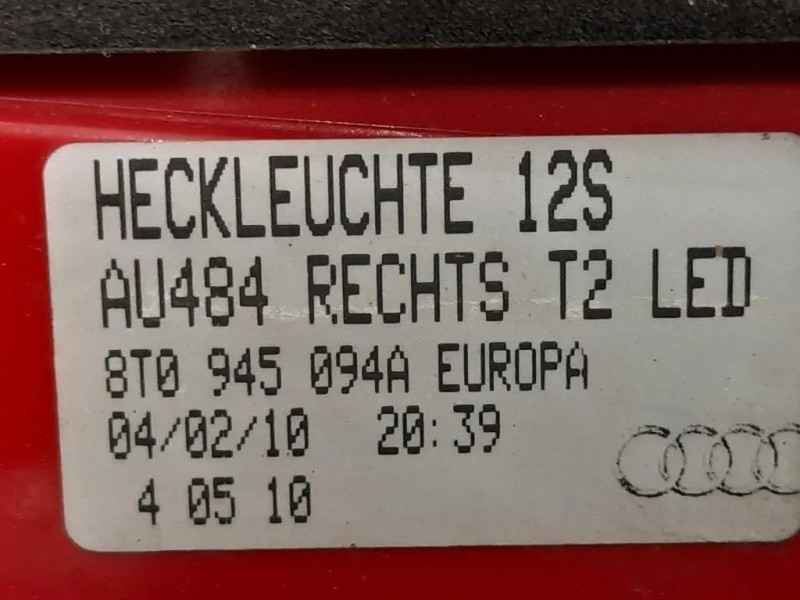 HECKLEUCHTE 12S
AU484 RECHTS T2 LED
8T0 945 094A EUROPA
04/02/10 20:39
4 05 10